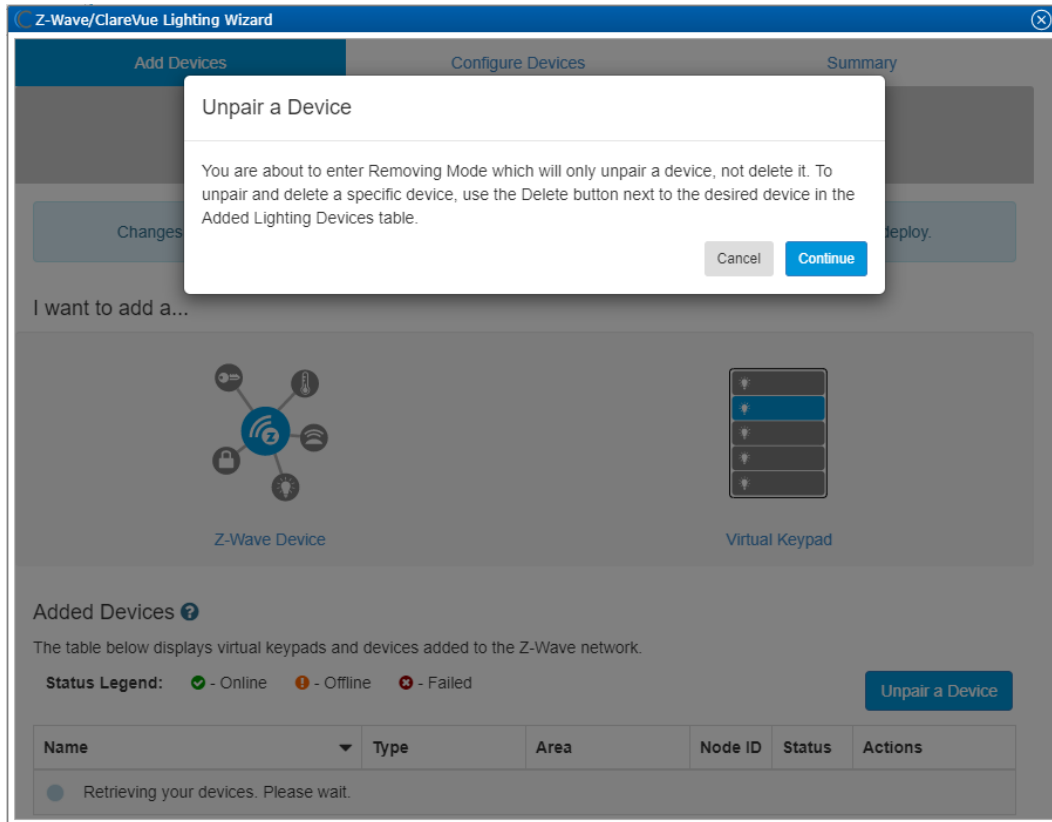 Z-Wave/ClareVue Lighting Wizard
Add Devices
Configure Devices
Summary
Unpair a Device
You are about to enter Removing Mode which will only unpair a device, not delete it. To
unpair and delete a specific device, use the Delete button next to the desired device in the
Added Lighting Devices table.
Changes
deploy.
Cancel
Continue
I want to add a...
Z-Wave Device
Virtual Keypad
Added Devices ?
The table below displays virtual keypads and devices added to the Z-Wave network.
Status Legend: - Online ! - Offline - Failed
Unpair a Device
Name Type Area Node ID Status Actions
Retrieving your devices. Please wait.